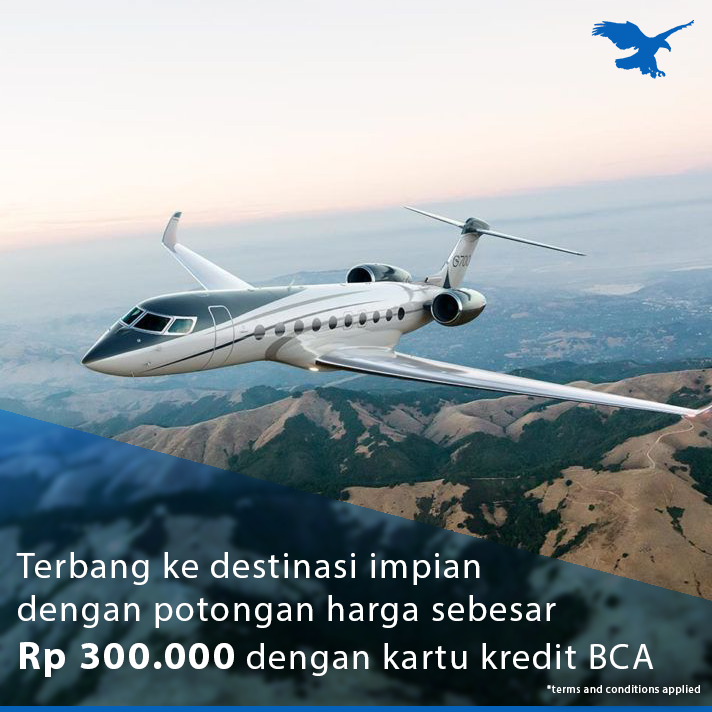 G700
Terbang ke destinasi impian
dengan potongan harga sebesar
Rp 300.000 dengan kartu kredit BCA
*terms and conditions applied